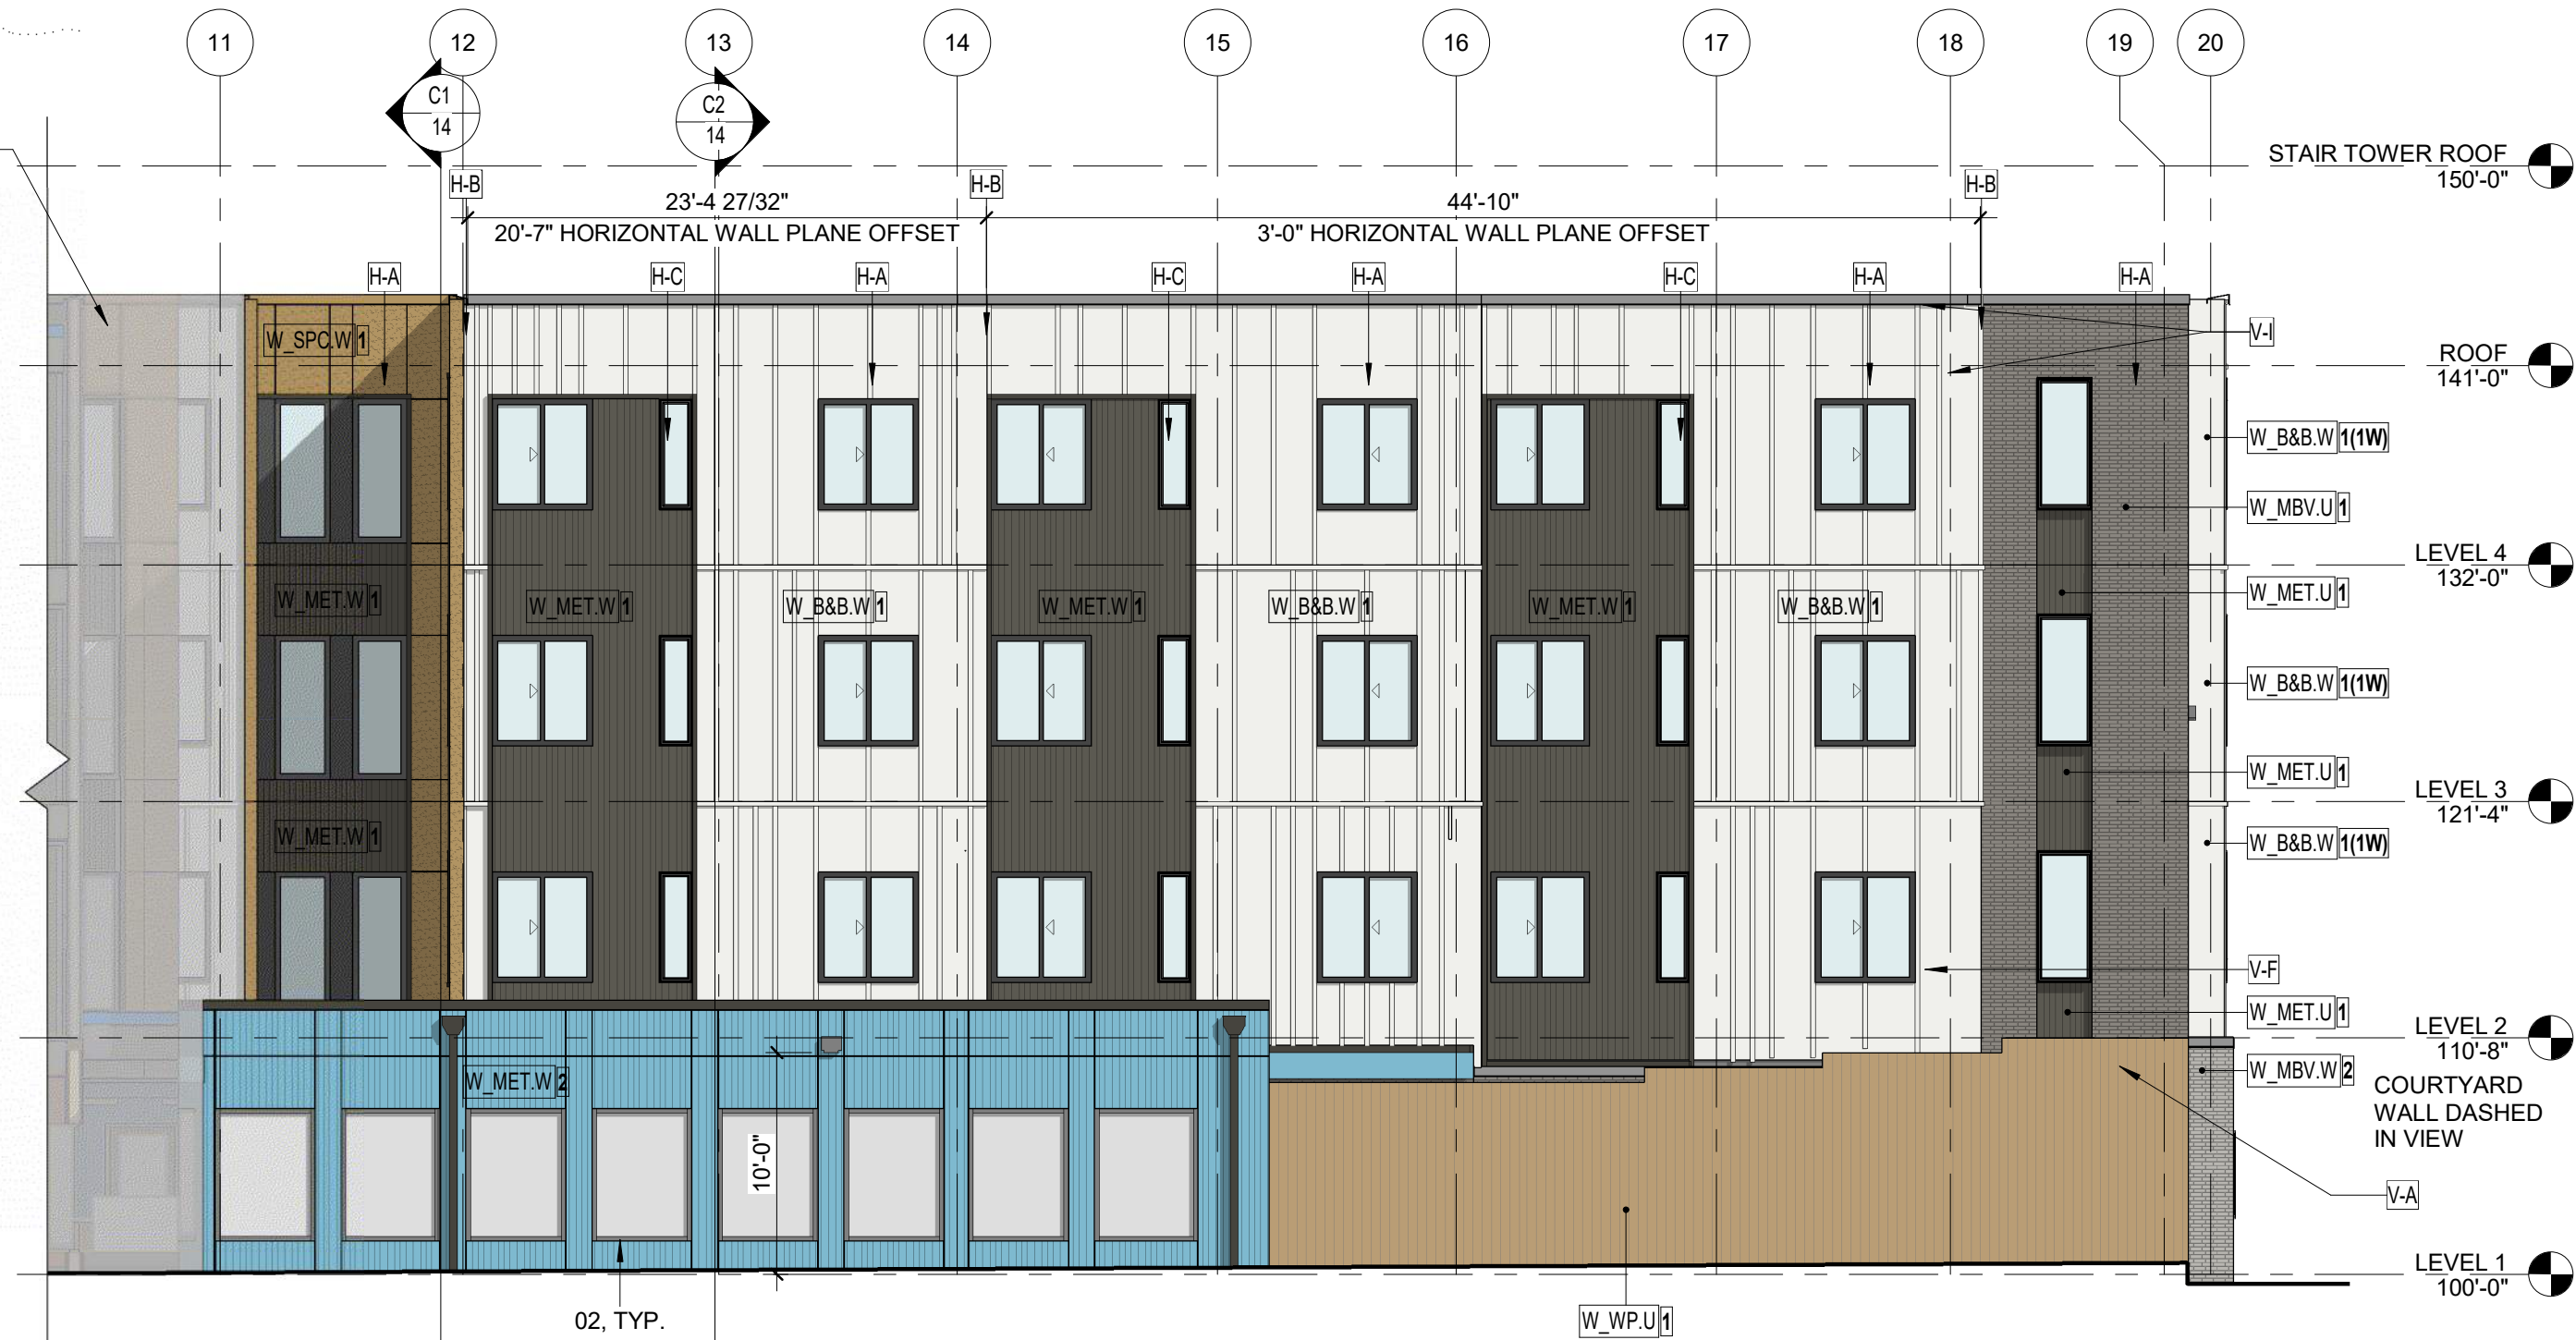 11 12 13 14 15 16 17 18 19 20
C1
14
C2
14
STAIR TOWER ROOF
150'-0"
H-B H-B H-B
23'-4 27/32" 44'-10"
20'-7" HORIZONTAL WALL PLANE OFFSET 3'-0" HORIZONTAL WALL PLANE OFFSET
H-A H-C H-A H-C H-A H-C H-A H-A
W_SPC.W 1
V-I
ROOF
141'-0"
W_B&B.W 1(1W)
W_MBV.U 1
LEVEL 4
132'-0"
W_MET.U 1
W_MET.W 1 W_MET.W 1 W_B&B.W 1 W_MET.W 1 W_B&B.W 1 W_MET.W 1 W_B&B.W 1
W_B&B.W 1(1W)
W_MET.U 1
LEVEL 3
121'-4"
W_MET.W 1
W_B&B.W 1(1W)
V-F
W_MET.U 1
LEVEL 2
110'-8"
W_MET.W 2
W_MBV.W 2
COURTYARD
WALL DASHED
IN VIEW
10'-0"
V-A
LEVEL 1
100'-0"
02, TYP.
W_WP.U 1